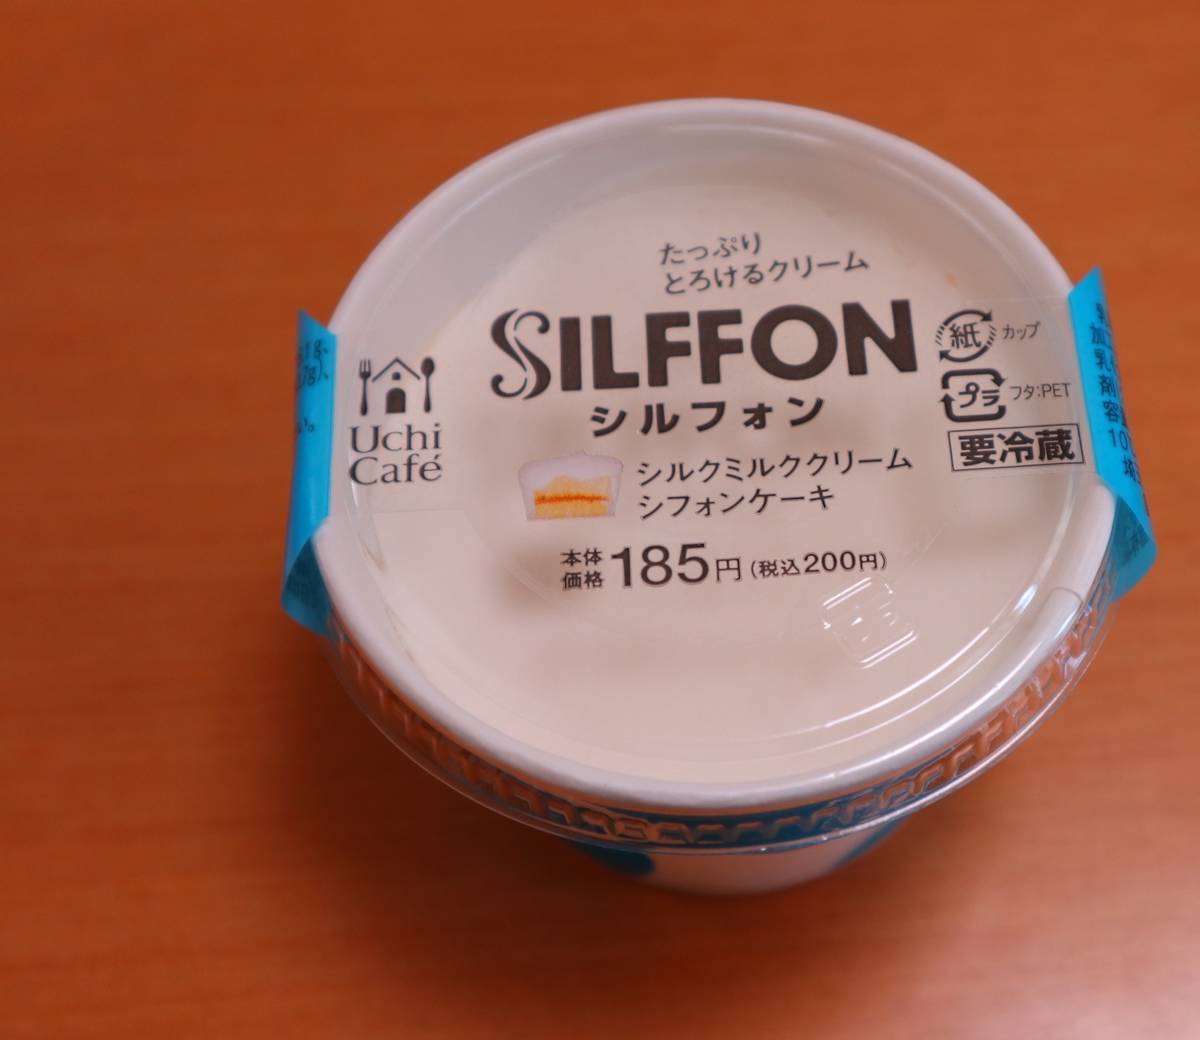 たっぷり
とろけるクリーム
SILFFON
シルフォン
シルクミルククリーム
シフォンケーキ
本体
価格 185円 (税込200円)
Uchi
Café
紙 カップ
プラ フタ:PET
要冷蔵